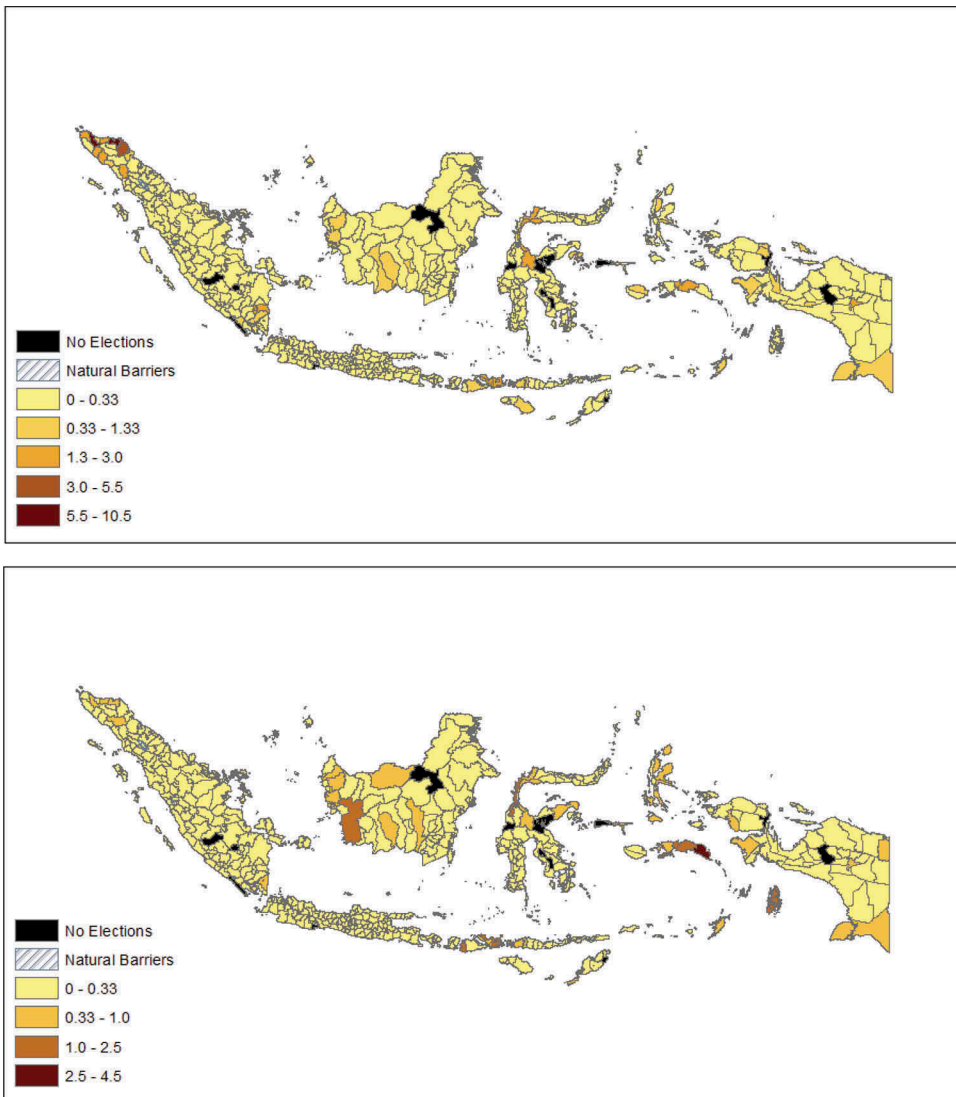 No Elections
Natural Barriers
0 - 0.33
0.33 - 1.33
1.3 - 3.0
3.0 - 5.5
5.5 - 10.5
No Elections
Natural Barriers
0 - 0.33
0.33 - 1.0
1.0 - 2.5
2.5 - 4.5